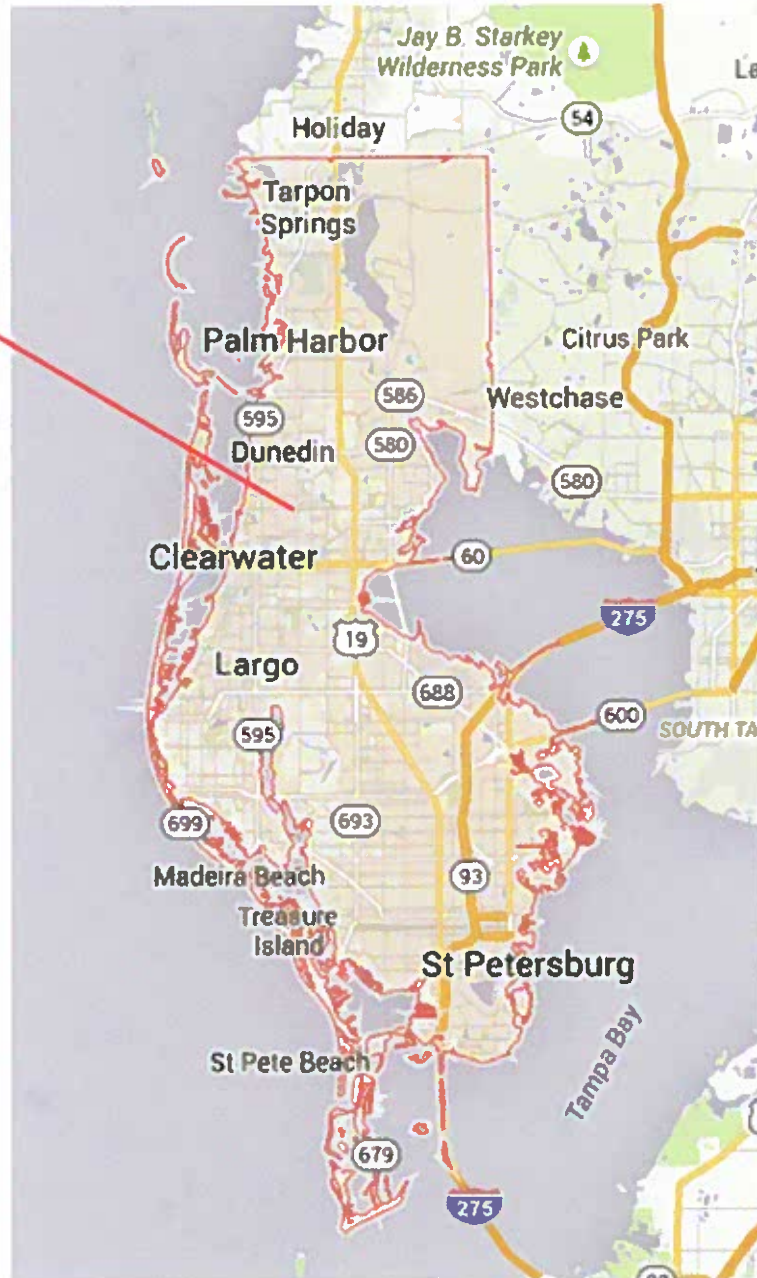 Jay B. Starkey
Wilderness Park
54
Holiday
Tarpon
Springs
Palm Harbor
Citrus Park
586
Westchase
595
Dunedin
580
580
Clearwater
60
275
19
Largo
688
600
595
SOUTH TA
699
693
Madeira Beach
93
Treasure
Island
St Petersburg
Tampa Bay
St Pete Beach
679
275